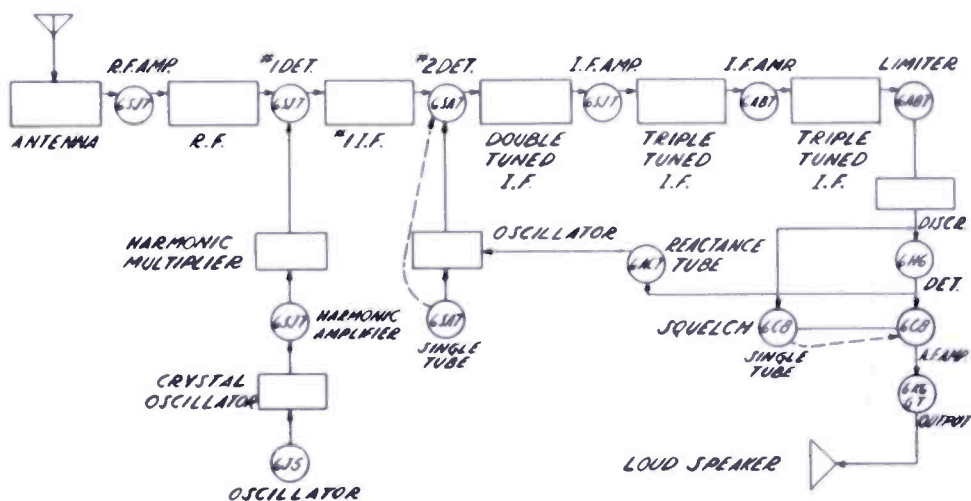 R.F. AMP.
#1 DET.
#2 DET.
I.F. AMP.
I.F. AMP.
LIMITER
6SJ7
6SJ7
6SA7
6SJ7
6AB7
6AB7
ANTENNA
R.F.
#1 I.F.
DOUBLE
TUNED
I.F.
TRIPLE
TUNED
I.F.
TRIPLE
TUNED
I.F.
DISCR.
HARMONIC
MULTIPLIER
OSCILLATOR
REACTANCE
TUBE
6AC7
6H6
DET.
6SJ7
HARMONIC
AMPLIFIER
6SA7
SINGLE
TUBE
SQUELCH
6C8
SINGLE
TUBE
6C8
A.F. AMP.
CRYSTAL
OSCILLATOR
6K6
GT
OUTPUT
6J5
OSCILLATOR
LOUD SPEAKER